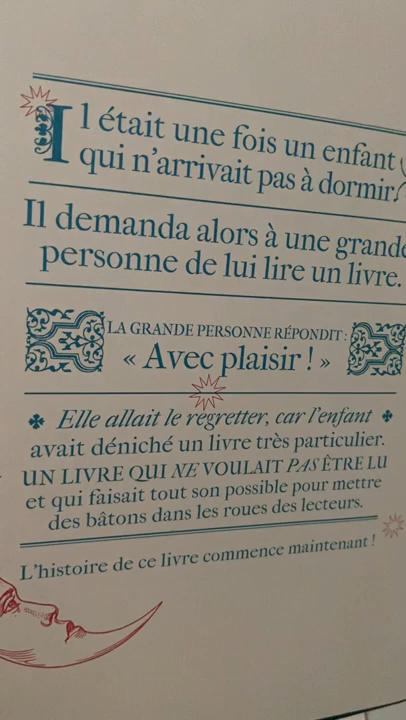 Il était une fois un enfant
qui n'arrivait pas à dormir.
Il demanda alors à une grande
personne de lui lire un livre.
LA GRANDE PERSONNE RÉPONDIT :
« Avec plaisir ! »
Elle allait le regretter, car l'enfant
avait déniché un livre très particulier.
UN LIVRE QUI NE VOULAIT PAS ÊTRE LU
et qui faisait tout son possible pour mettre
des bâtons dans les roues des lecteurs.
L'histoire de ce livre commence maintenant !